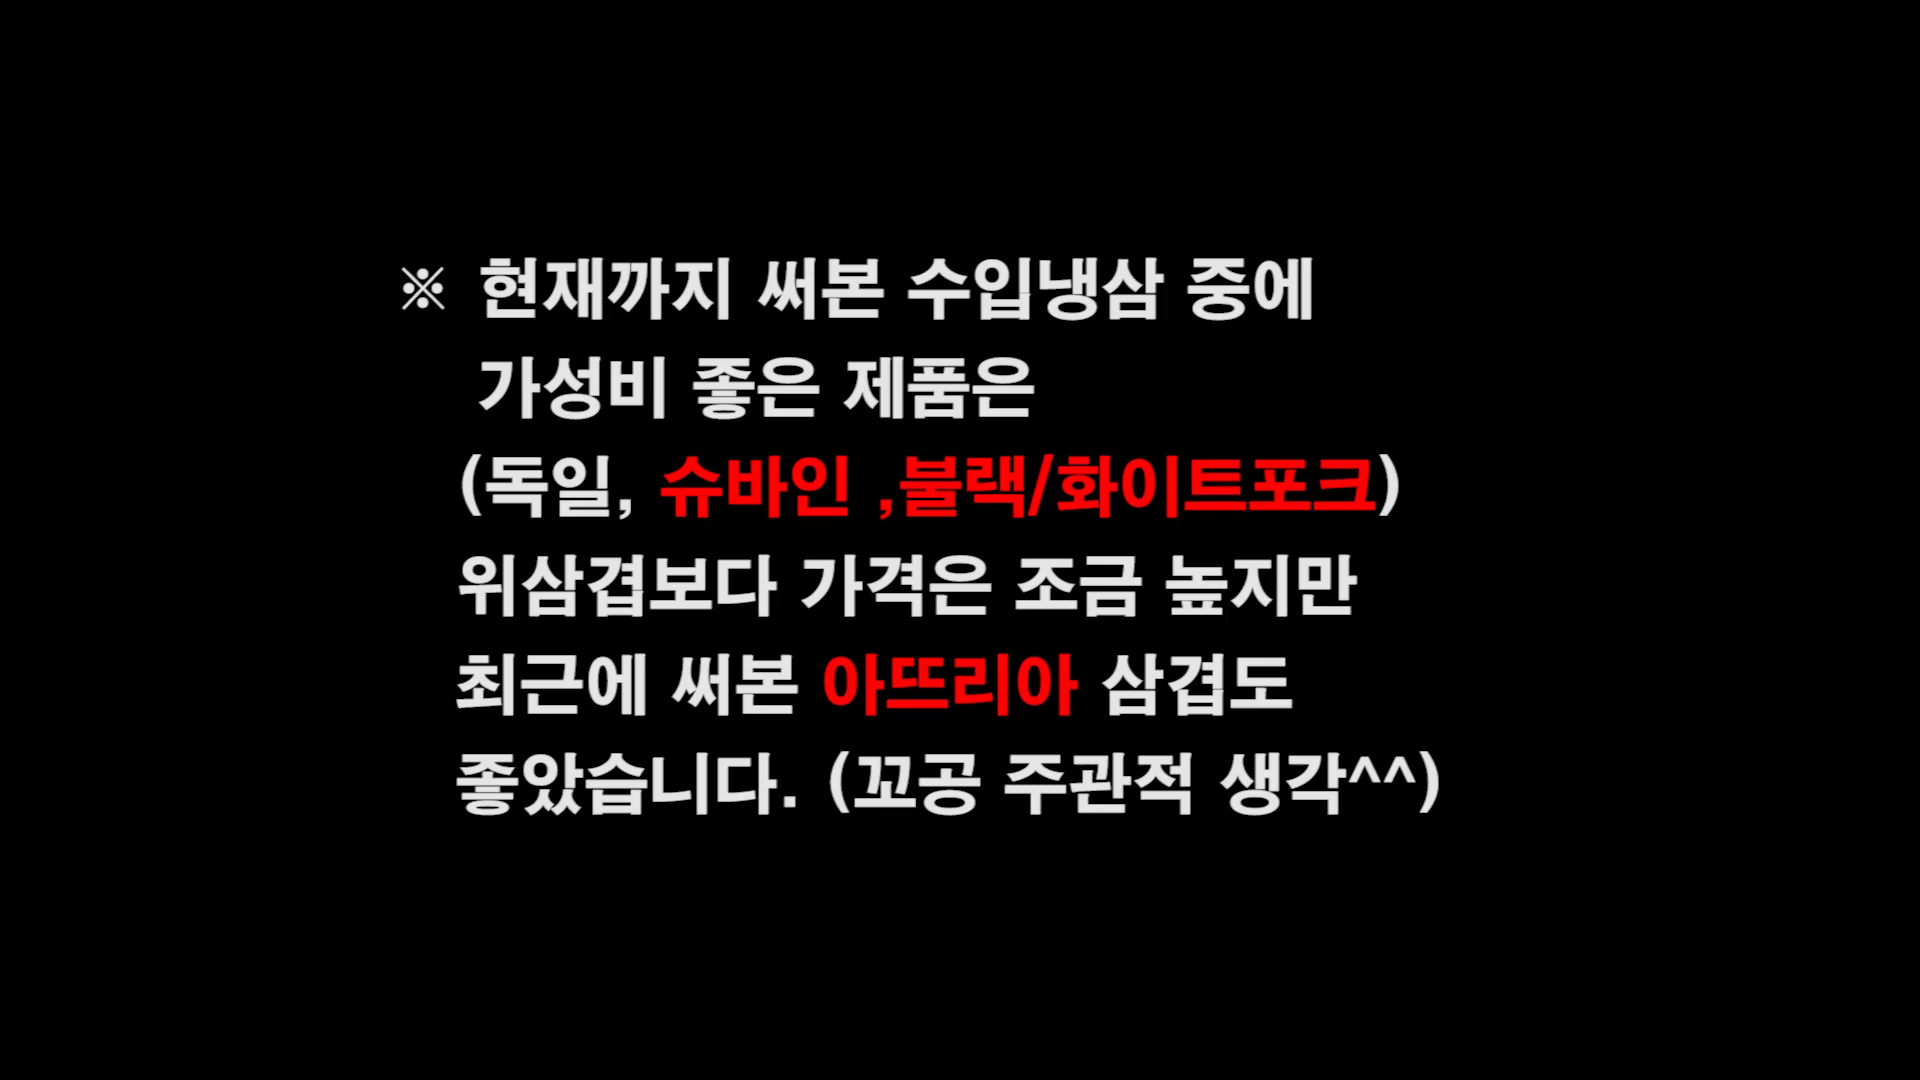 ※ 현재까지 써본 수입냉삼 중에
가성비 좋은 제품은
(독일, 슈바인 ,불랙/화이트포크)
위삼겹보다 가격은 조금 높지만
최근에 써본 아뜨리아 삼겹도
좋았습니다. (꼬공 주관적 생각^^)